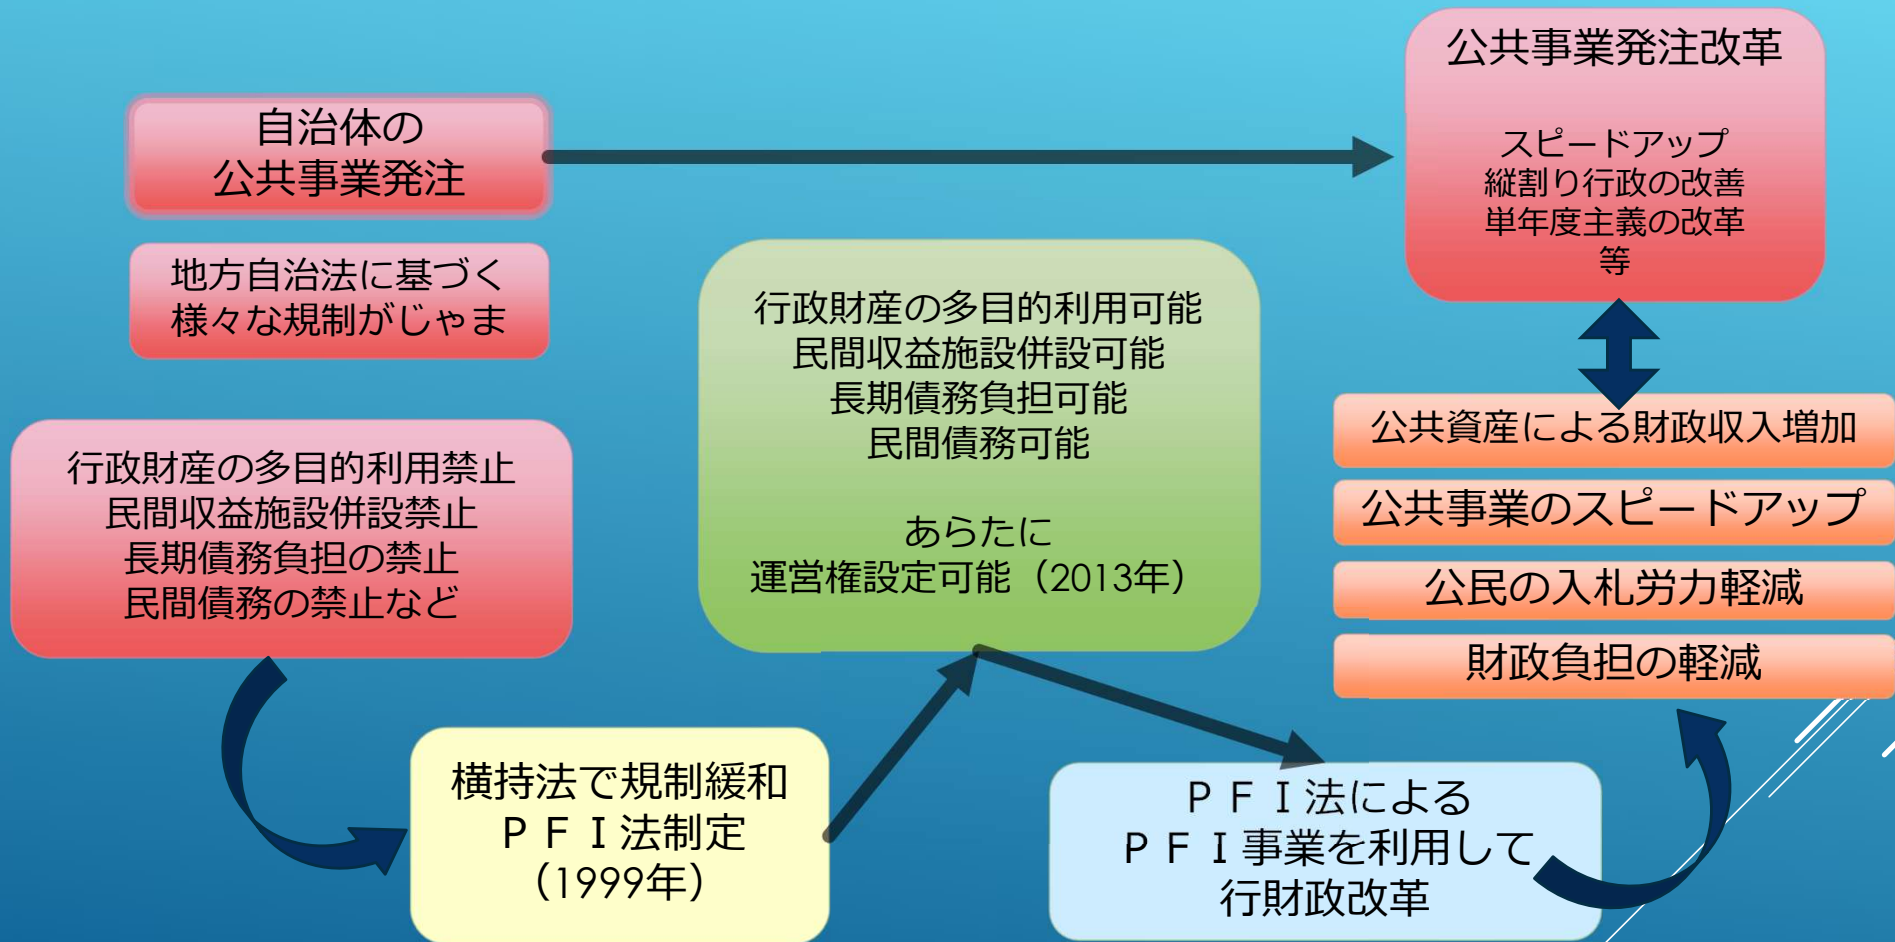 自治体の
公共事業発注
地方自治法に基づく
様々な規制がじゃま
行政財産の多目的利用禁止
民間収益施設併設禁止
長期債務負担の禁止
民間債務の禁止など
横持法で規制緩和
ＰＦＩ法制定
（1999年）
行政財産の多目的利用可能
民間収益施設併設可能
長期債務負担可能
民間債務可能
あらたに
運営権設定可能（2013年）
ＰＦＩ法による
ＰＦＩ事業を利用して
行財政改革
公共事業発注改革
スピードアップ
縦割り行政の改善
単年度主義の改革
等
公共資産による財政収入増加
公共事業のスピードアップ
公民の入札労力軽減
財政負担の軽減